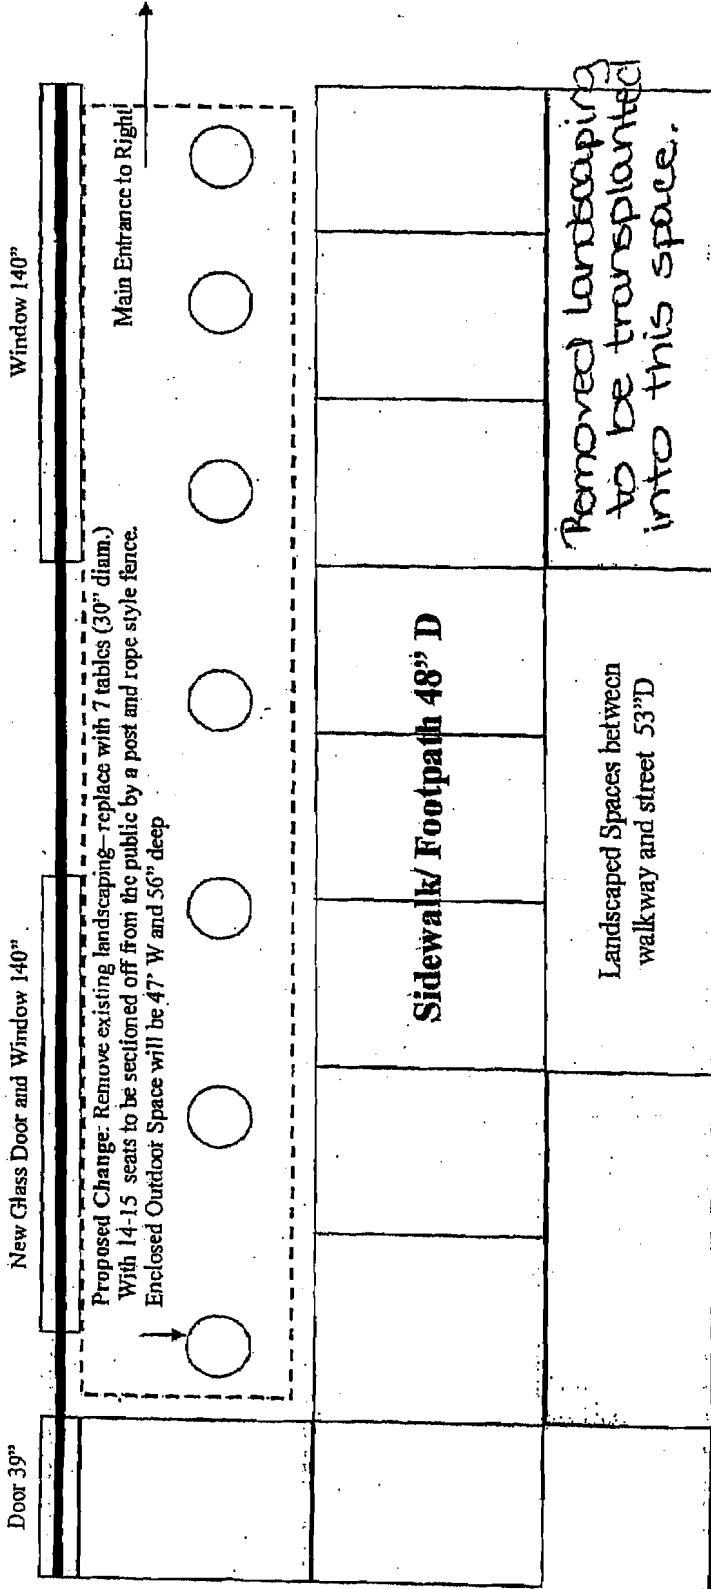 Door 39”
New Glass Door and Window 140”
Window 140”
Main Entrance to Right
Proposed Change: Remove existing landscaping–replace with 7 tables (30” diam.)
With 14-15 seats to be sectioned off from the public by a post and rope style fence.
Enclosed Outdoor Space will be 47’ W and 56” deep
Sidewalk/ Footpath 48” D
Landscaped Spaces between
walkway and street 53”D
Removed landscaping
to be transplanted
into this space.